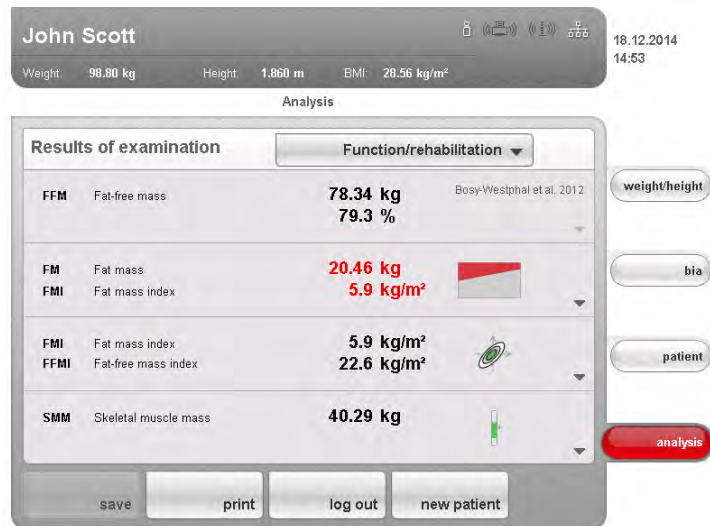 John Scott
18.12.2014
14:53
Weight: 98.80 kg Height: 1.860 m BMI: 28.56 kg/m²
Analysis
Results of examination Function/rehabilitation
FFM Fat-free mass 78.34 kg Bosy-Westphal et al. 2012
79.3 %
weight/height
FM Fat mass 20.46 kg
FMI Fat mass index 5.9 kg/m²
bia
FMI Fat mass index 5.9 kg/m²
FFMI Fat-free mass index 22.6 kg/m²
patient
SMM Skeletal muscle mass 40.29 kg
analysis
save print log out new patient